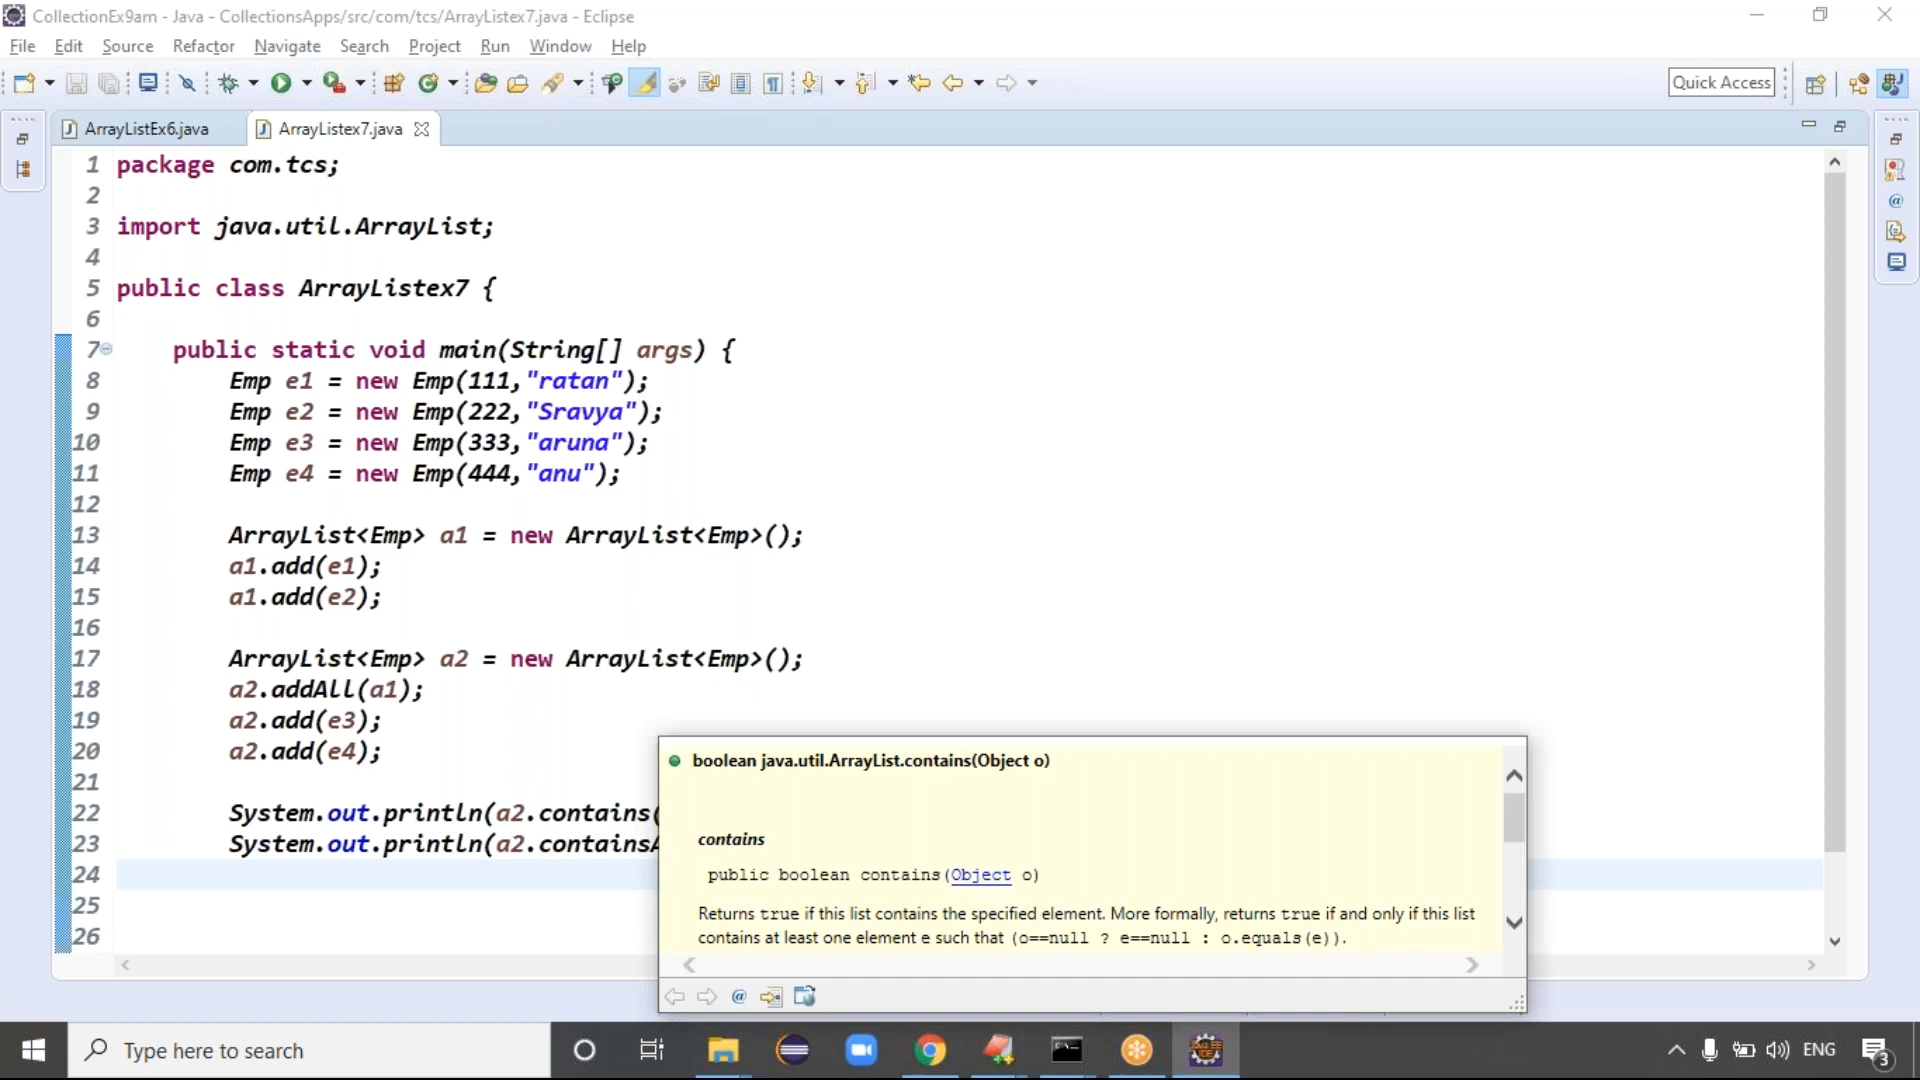 CollectionEx9am - Java - CollectionsApps/src/com/tcs/ArrayListex7.java - Eclipse
File Edit Source Refactor Navigate Search Project Run Window Help
Quick Access
ArrayListEx6.java ArrayListex7.java
1 package com.tcs;
2
3 import java.util.ArrayList;
4
5 public class ArrayListex7 {
6
7 public static void main(String[] args) {
8 Emp e1 = new Emp(111,"ratan");
9 Emp e2 = new Emp(222,"Sravya");
10 Emp e3 = new Emp(333,"aruna");
11 Emp e4 = new Emp(444,"anu");
12
13 ArrayList<Emp> a1 = new ArrayList<Emp>();
14 a1.add(e1);
15 a1.add(e2);
16
17 ArrayList<Emp> a2 = new ArrayList<Emp>();
18 a2.addAll(a1);
19 a2.add(e3);
20 a2.add(e4);
21
22 System.out.println(a2.contains(
23 System.out.println(a2.containsA
24
25
26
boolean java.util.ArrayList.contains(Object o)
contains
public boolean contains(Object o)
Returns true if this list contains the specified element. More formally, returns true if and only if this list
contains at least one element e such that (o==null ? e==null : o.equals(e)).
Type here to search
ENG
3